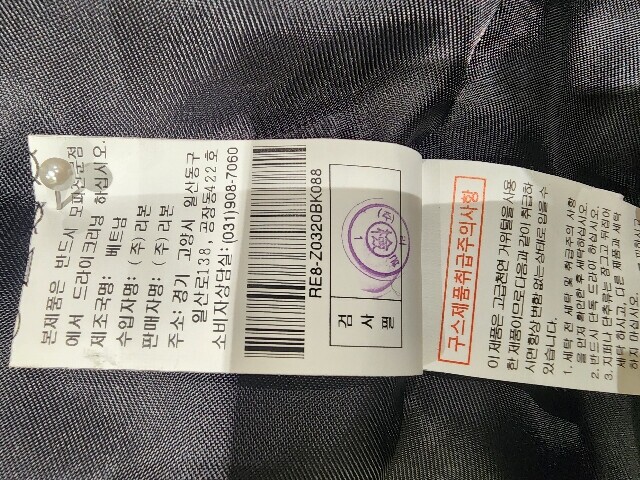 본제품은 반드시 모피전문점
에서 드라이크리닝 하십시오.
제조국명: 베트남
수입자명: (주) 리본
판매자명: (주) 리본
주소: 경기 고양시 일산동구
일산로138, 공장동422호
소비자상담실: (031)908-7060
RE8-Z0320BK088
검사필
檢
구스제품취급주의사항
이 제품은 고급천연 거위털을 사용
한 제품이므로 다음과 같이 취급하
시면 항상 변함 없는 상태로 입을 수
있습니다.
1. 세탁 전 세탁 및 취급주의 사항
을 먼저 확인한 후 세탁하십시오.
2. 반드시 단독 드라이 하십시오.
3. 지퍼나 단추류는 잠그고 뒤집어
세탁 하시고, 다른 제품과 세탁
하지 마십시오.